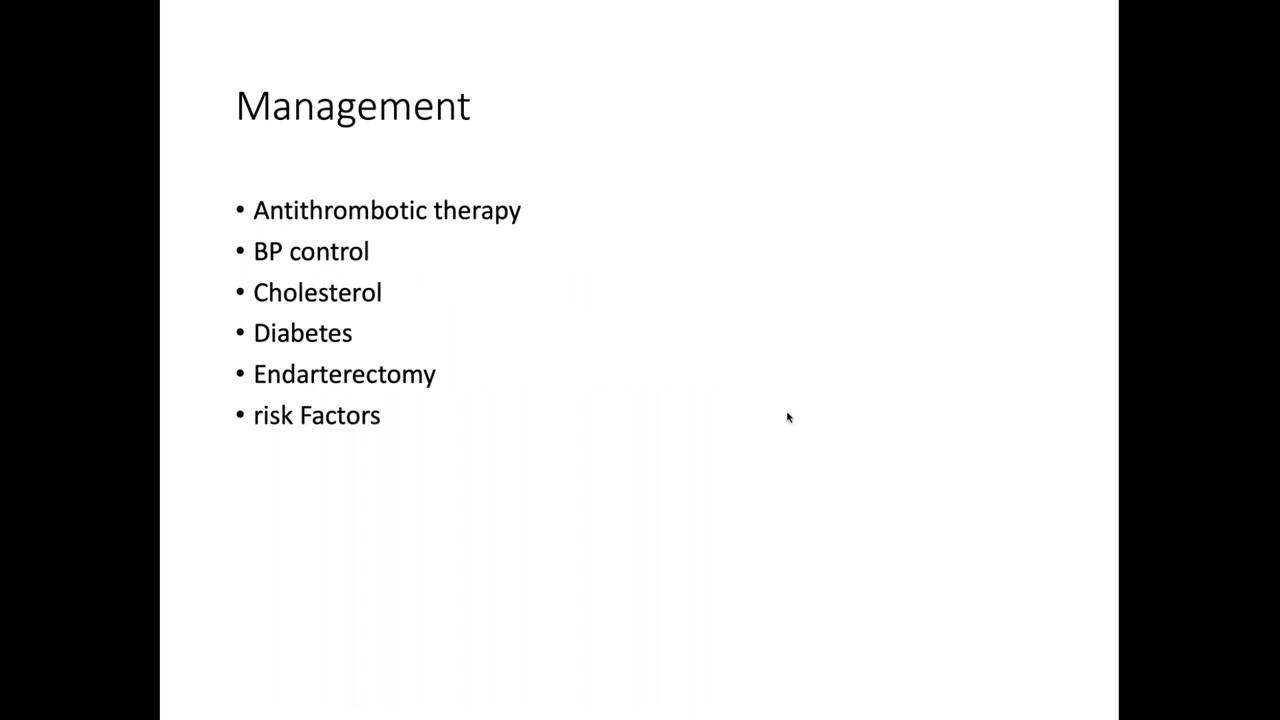 Management
• Antithrombotic therapy
• BP control
• Cholesterol
• Diabetes
• Endarterectomy
• risk Factors